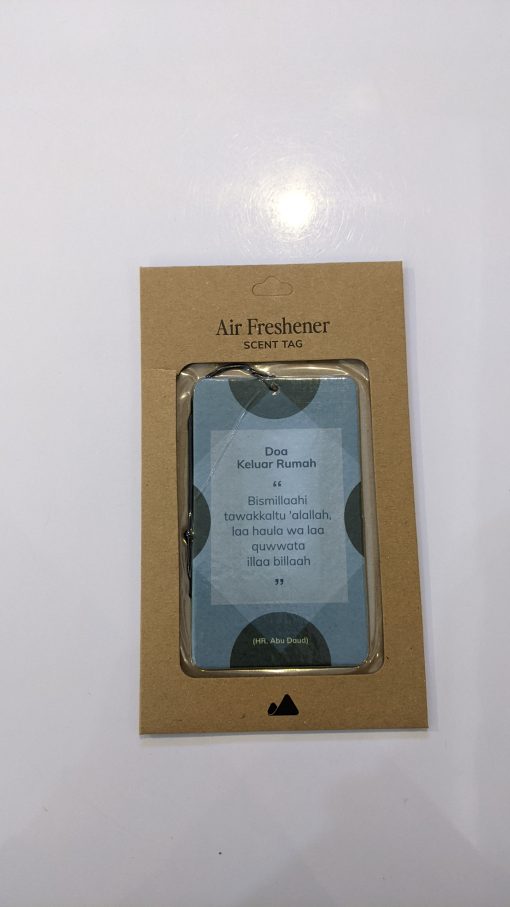 Air Freshener
SCENT TAG
Doa
Keluar Rumah
“
Bismillaahi
tawakkaltu 'alallah,
laa haula wa laa
quwwata
illaa billaah
”
(HR. Abu Daud)